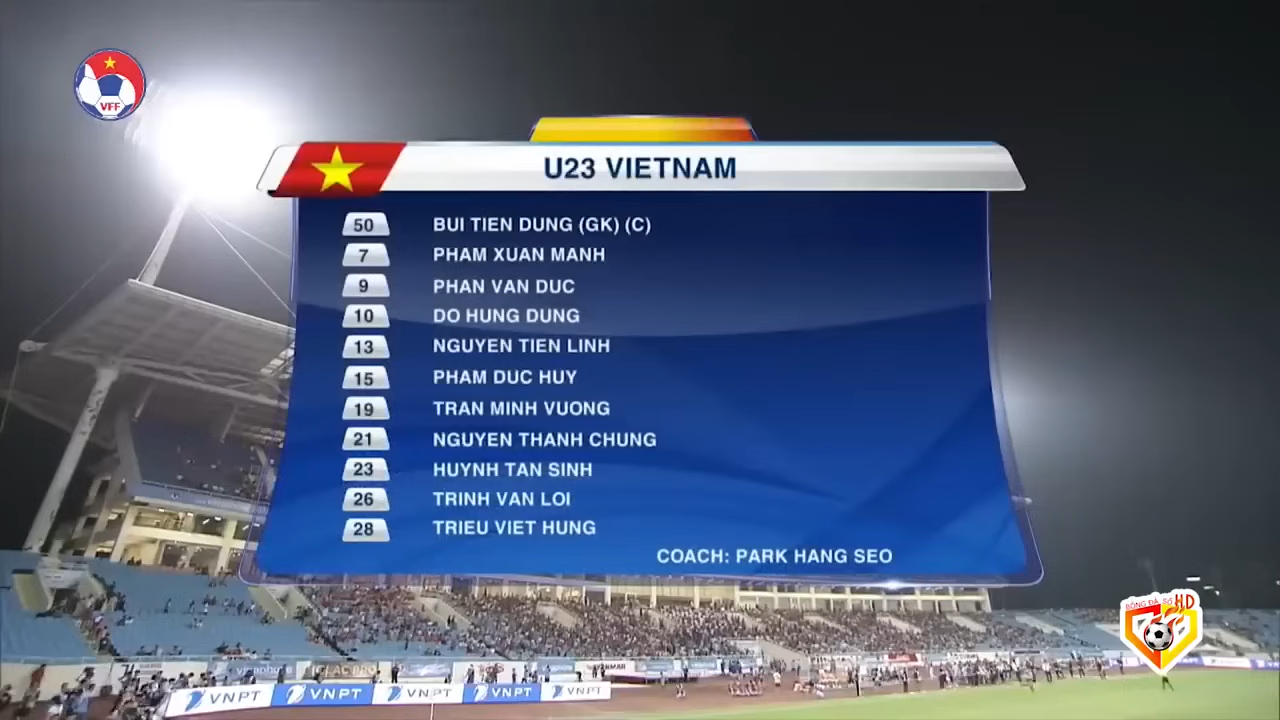 VFF
U23 VIETNAM
50 BUI TIEN DUNG (GK) (C)
7 PHAM XUAN MANH
9 PHAN VAN DUC
10 DO HUNG DUNG
13 NGUYEN TIEN LINH
15 PHAM DUC HUY
19 TRAN MINH VUONG
21 NGUYEN THANH CHUNG
23 HUYNH TAN SINH
26 TRINH VAN LOI
28 TRIEU VIET HUNG
COACH: PARK HANG SEO
BÓNG ĐÁ SỐ HD
VNPT VNPT VNPT VNPT VNPT